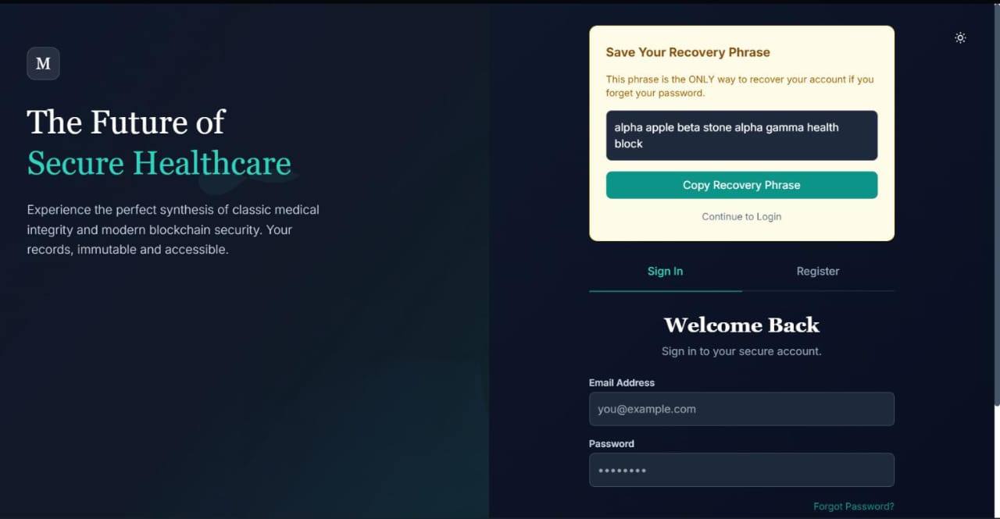 M
The Future of
Secure Healthcare
Experience the perfect synthesis of classic medical
integrity and modern blockchain security. Your
records, immutable and accessible.
Save Your Recovery Phrase
This phrase is the ONLY way to recover your account if you
forget your password.
alpha apple beta stone alpha gamma health
block
Copy Recovery Phrase
Continue to Login
Sign In
Register
Welcome Back
Sign in to your secure account.
Email Address
you@example.com
Password
••••••••
Forgot Password?